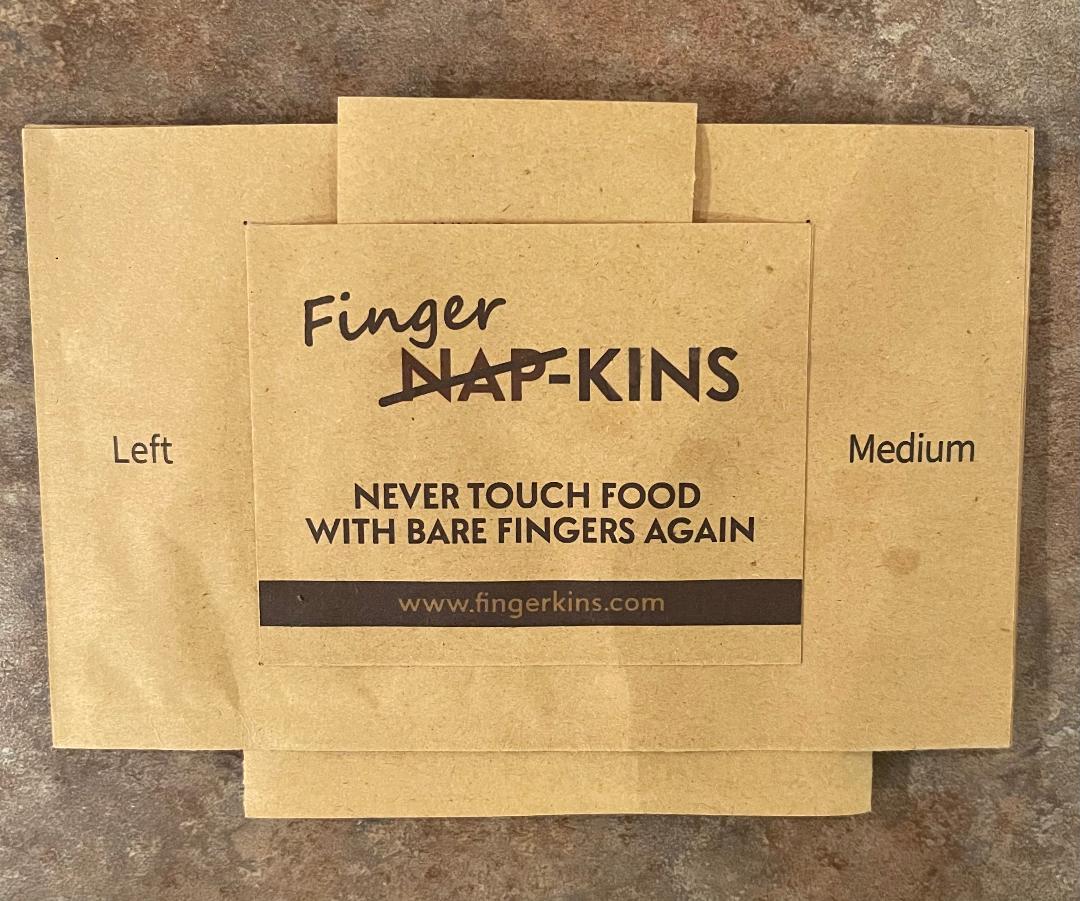 Finger
NAP-KINS
Left
Medium
NEVER TOUCH FOOD
WITH BARE FINGERS AGAIN
www.fingerkins.com